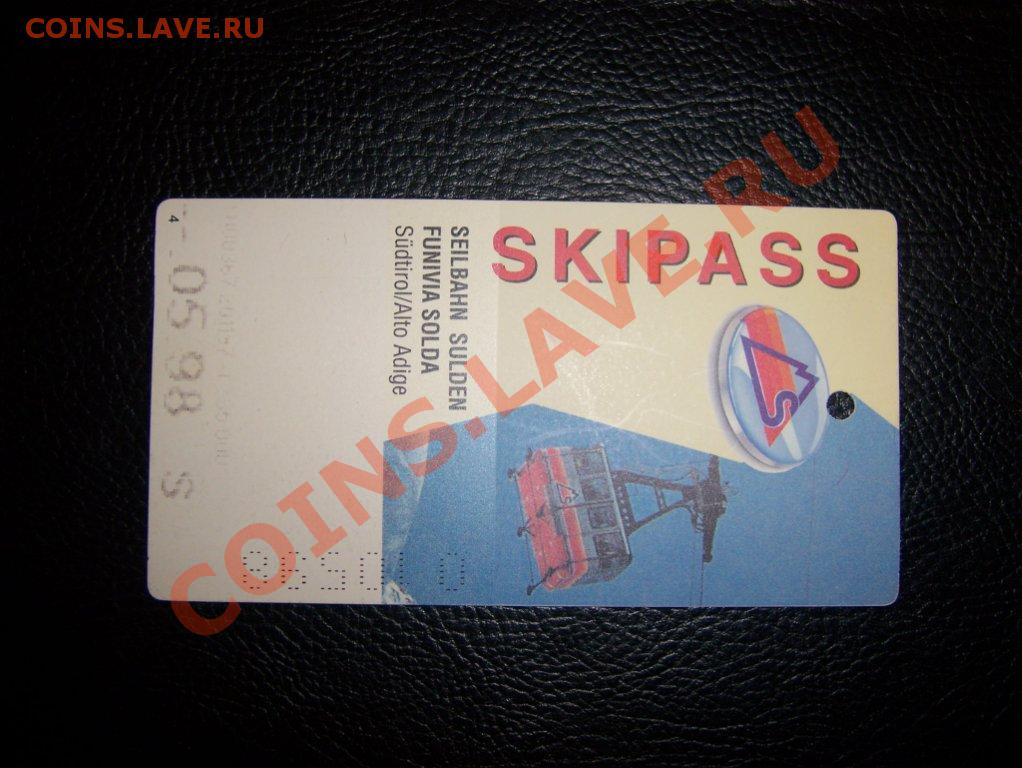 COINS.LAVE.RU
SKIPASS
SEILBAHN SULDEN
FUNIVIA SOLDA
Südtirol/Alto Adige
S
4
05 98 S
COINS.LAVE.RU